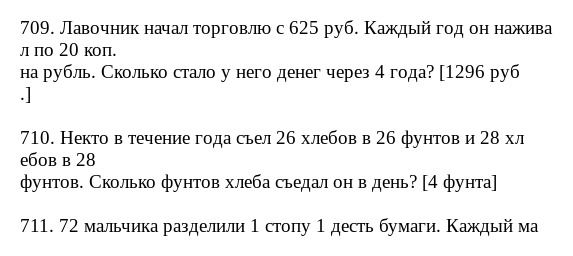 709. Лавочник начал торговлю с 625 руб. Каждый год он нажива
л по 20 коп.
на рубль. Сколько стало у него денег через 4 года? [1296 руб
.]
710. Некто в течение года съел 26 хлебов в 26 фунтов и 28 хл
ебов в 28
фунтов. Сколько фунтов хлеба съедал он в день? [4 фунта]
711. 72 мальчика разделили 1 стопу 1 десть бумаги. Каждый ма